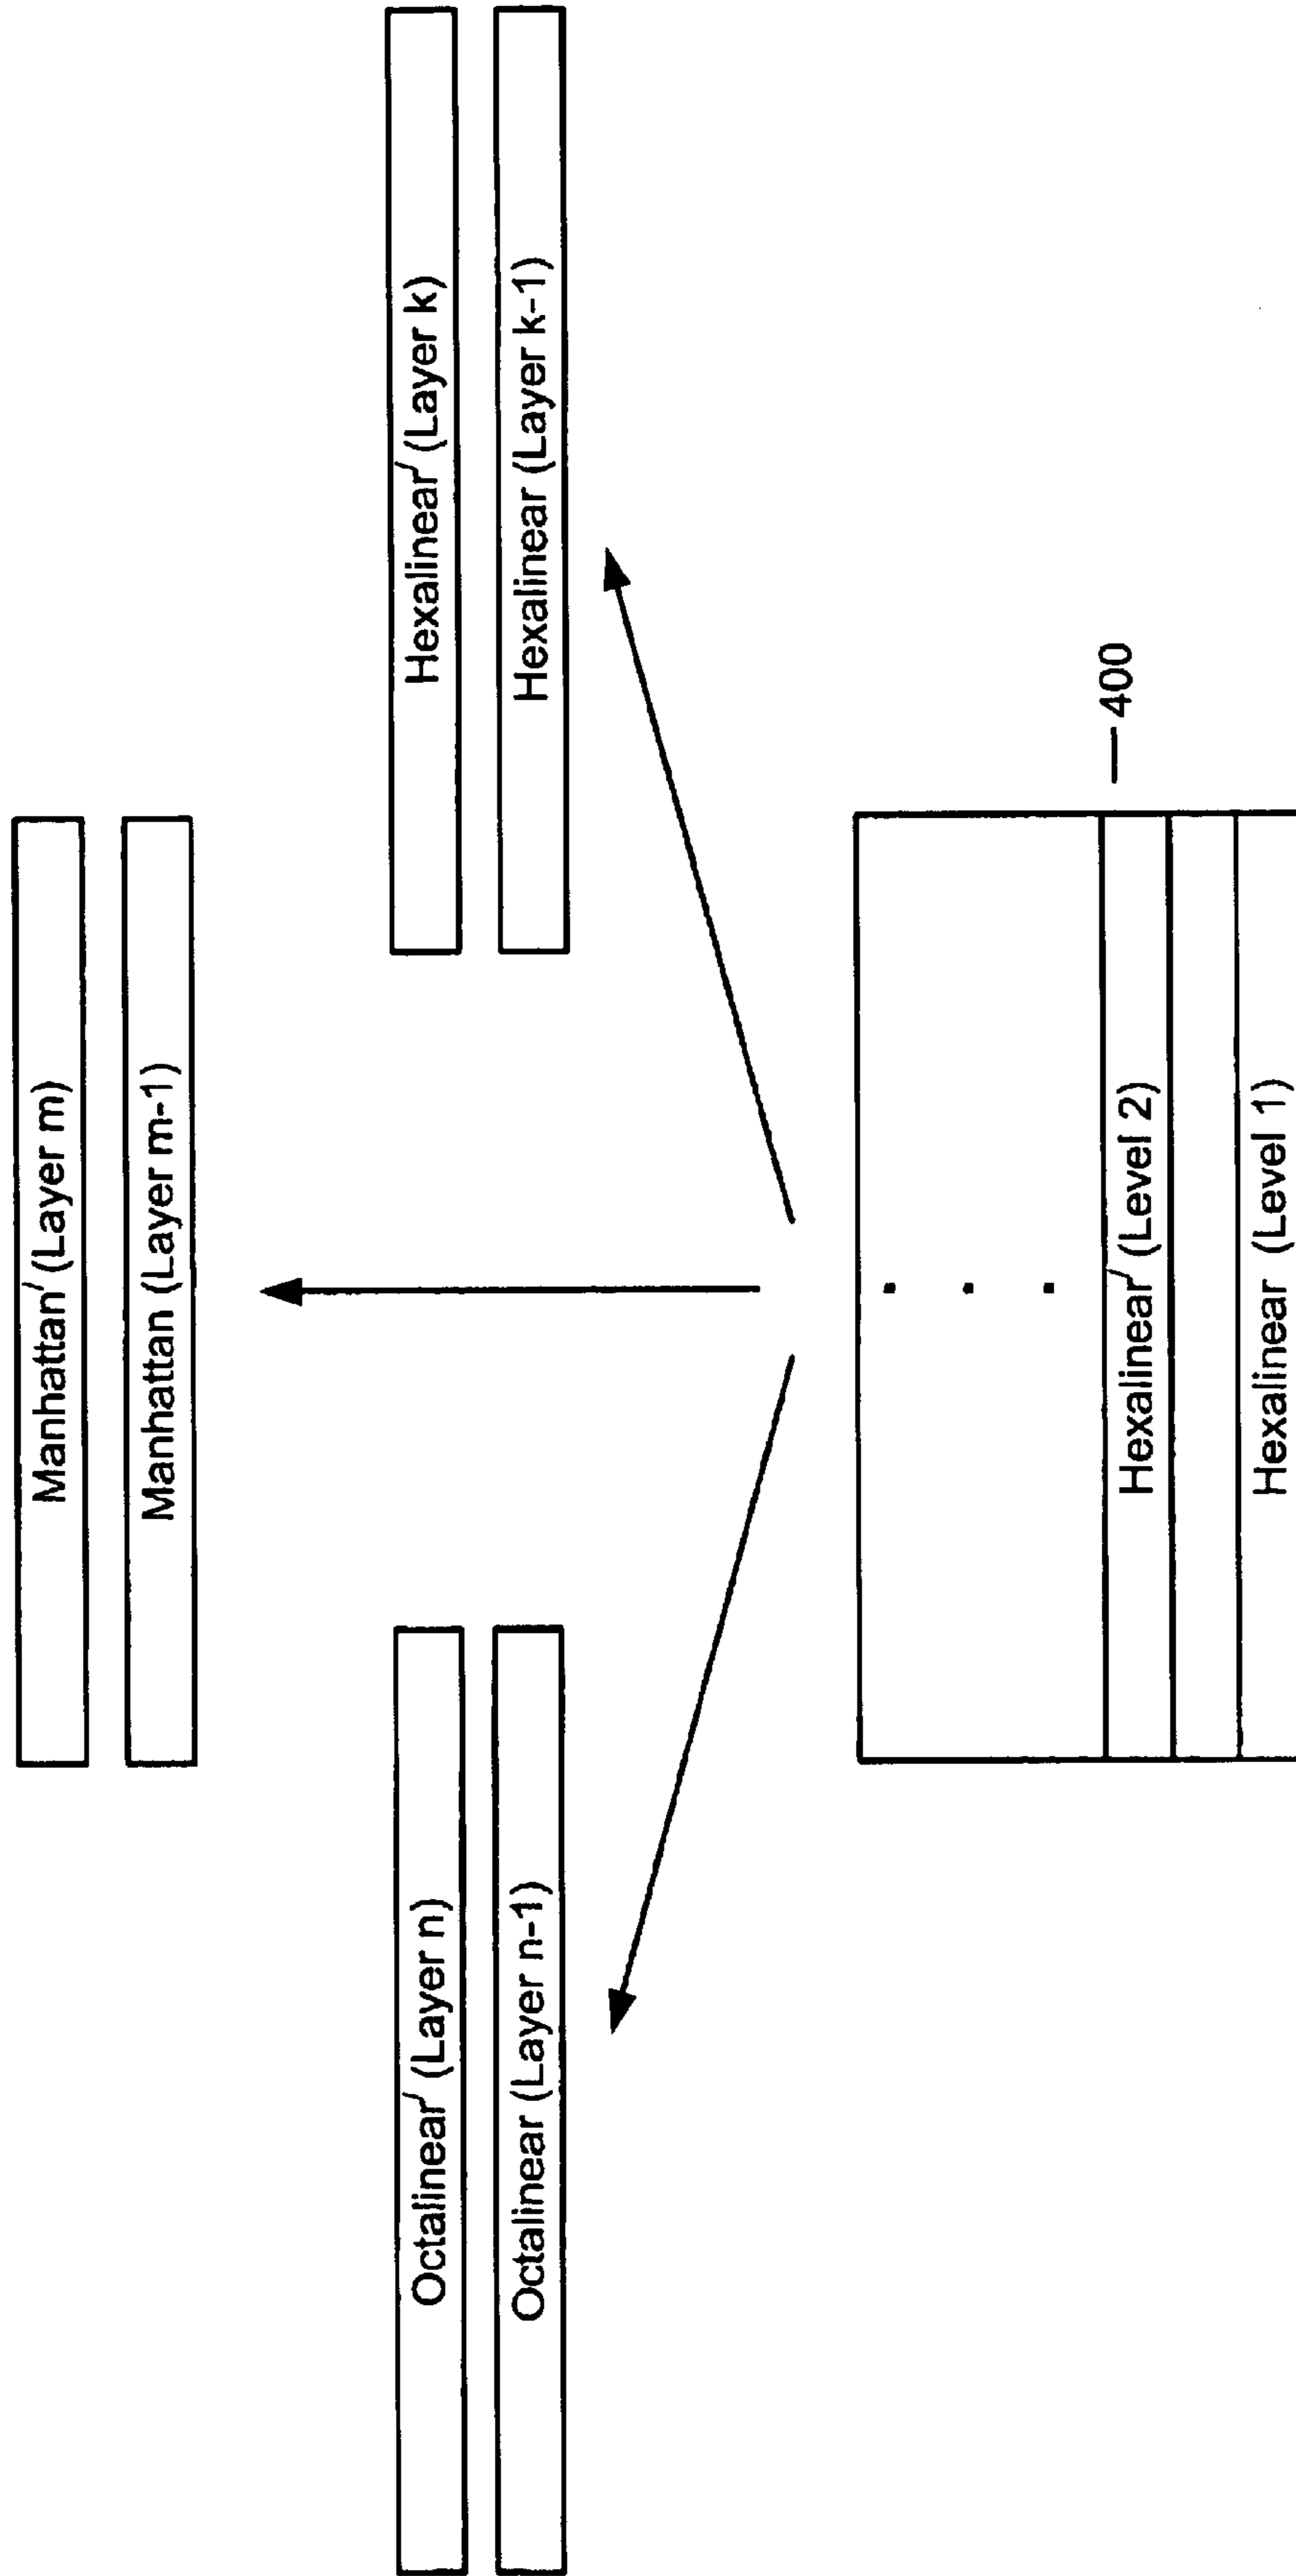 Manhattan′ (Layer m)
Manhattan (Layer m-1)
Octalinear′ (Layer n)
Octalinear (Layer n-1)
Hexalinear′ (Layer k)
Hexalinear (Layer k-1)
Hexalinear′ (Level 2)
400
Hexalinear (Level 1)